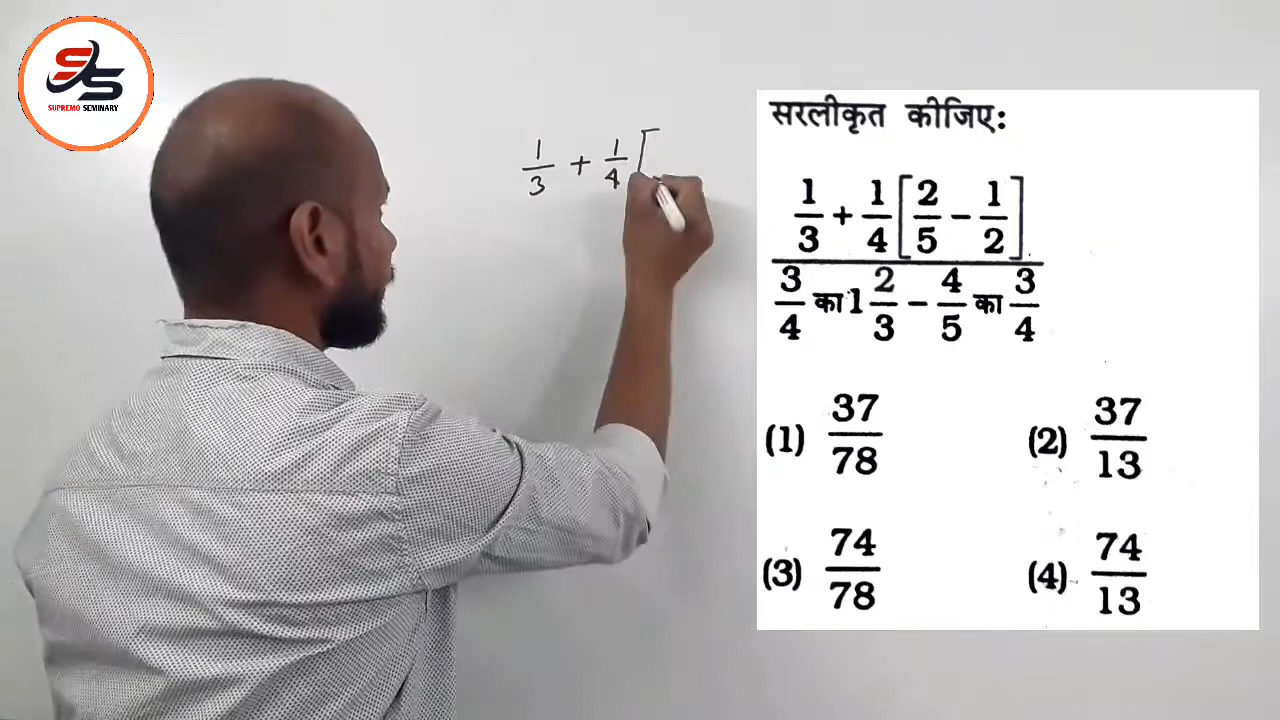 SS
SUPREMO SEMINARY
1/3 + 1/4 [
सरलीकृत कीजिए:
1/3 + 1/4 [2/5 − 1/2]
3/4 का 1 2/3 − 4/5 का 3/4
(1) 37/78 (2) 37/13
(3) 74/78 (4) 74/13